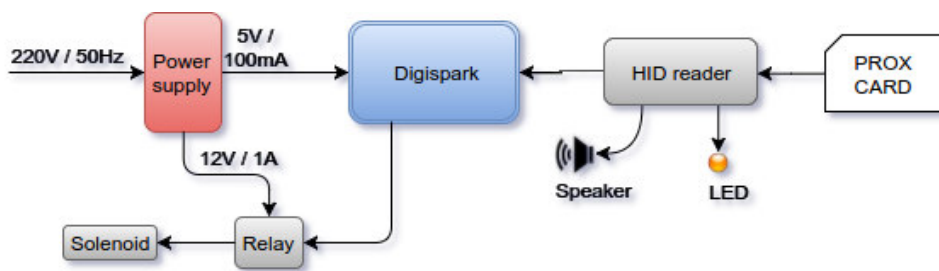 220V / 50Hz
Power
supply
5V /
100mA
Digispark
HID reader
PROX
CARD
12V / 1A
Speaker
LED
Solenoid
Relay